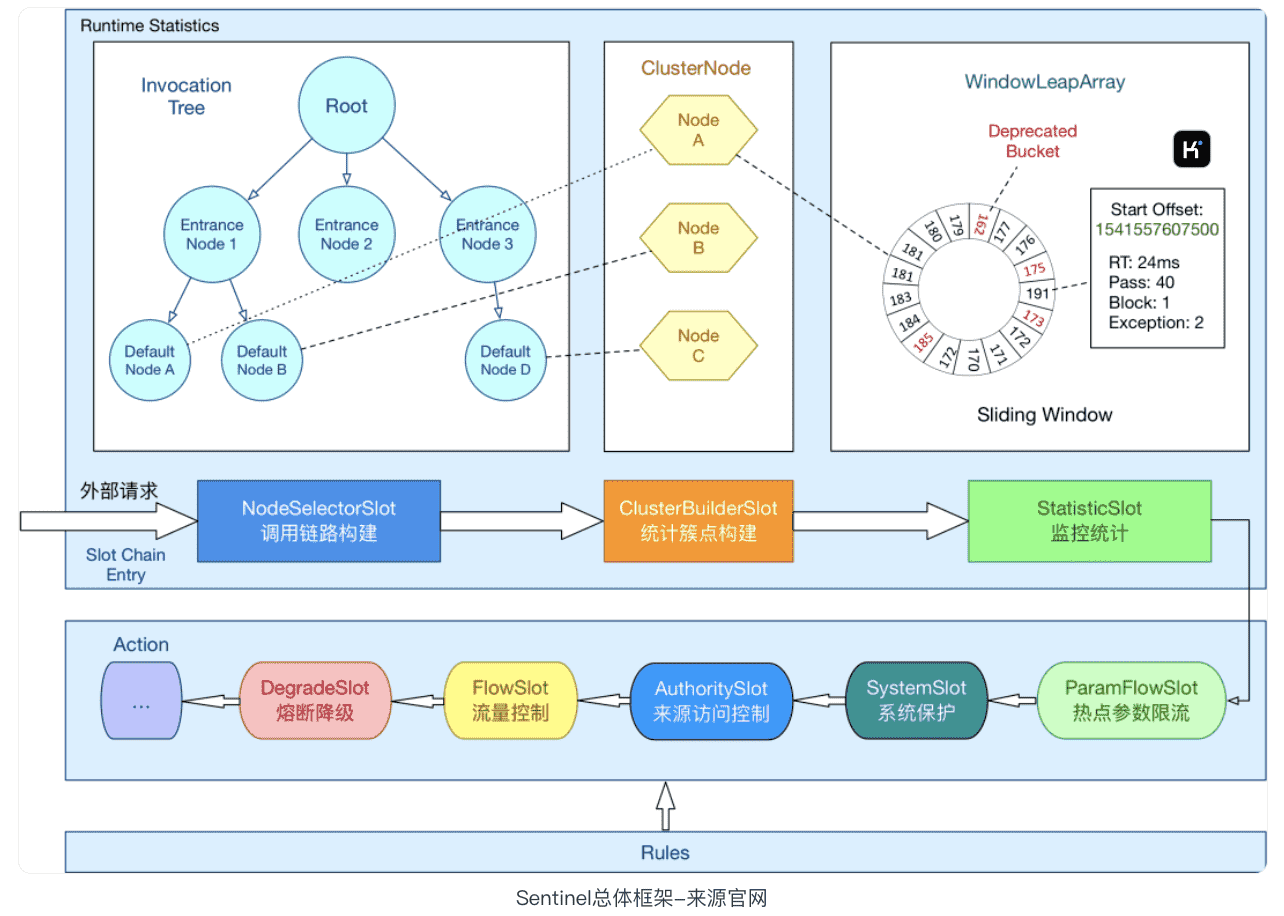 Runtime Statistics
Invocation
Tree
Root
Entrance
Node 1
Entrance
Node 2
Entrance
Node 3
Default
Node A
Default
Node B
Default
Node D
ClusterNode
Node
A
Node
B
Node
C
WindowLeapArray
Deprecated
Bucket
K
162
177
176
175
191
173
172
171
170
172
185
184
183
181
181
180
179
Start Offset:
1541557607500
RT: 24ms
Pass: 40
Block: 1
Exception: 2
Sliding Window
外部请求
Slot Chain
Entry
NodeSelectorSlot
调用链路构建
ClusterBuilderSlot
统计簇点构建
StatisticSlot
监控统计
Action
...
DegradeSlot
熔断降级
FlowSlot
流量控制
AuthoritySlot
来源访问控制
SystemSlot
系统保护
ParamFlowSlot
热点参数限流
Rules
Sentinel总体框架-来源官网